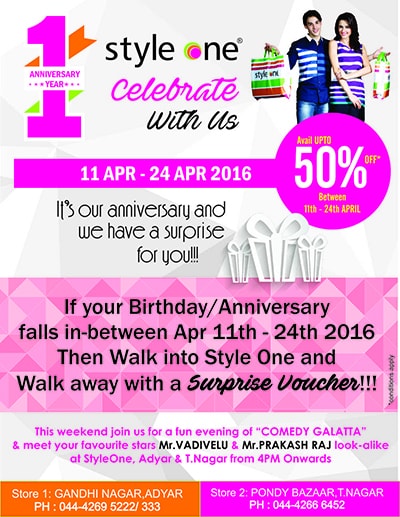 1
ANNIVERSARY
YEAR
style one®
Celebrate
With Us
style one
11 APR - 24 APR 2016
Avail UPTO
50% OFF*
Between
11th - 24th APRIL
It's our anniversary and
we have a surprise
for you!!!
If your Birthday/Anniversary
falls in-between Apr 11th - 24th 2016
Then Walk into Style One and
Walk away with a Surprise Voucher!!!
*conditions apply
This weekend join us for a fun evening of "COMEDY GALATTA"
& meet your favourite stars Mr.VADIVELU & Mr.PRAKASH RAJ look-alike
at StyleOne, Adyar & T.Nagar from 4PM Onwards
Store 1: GANDHI NAGAR,ADYAR
PH : 044-4269 5222/ 333
Store 2: PONDY BAZAAR,T.NAGAR
PH : 044-4266 6452